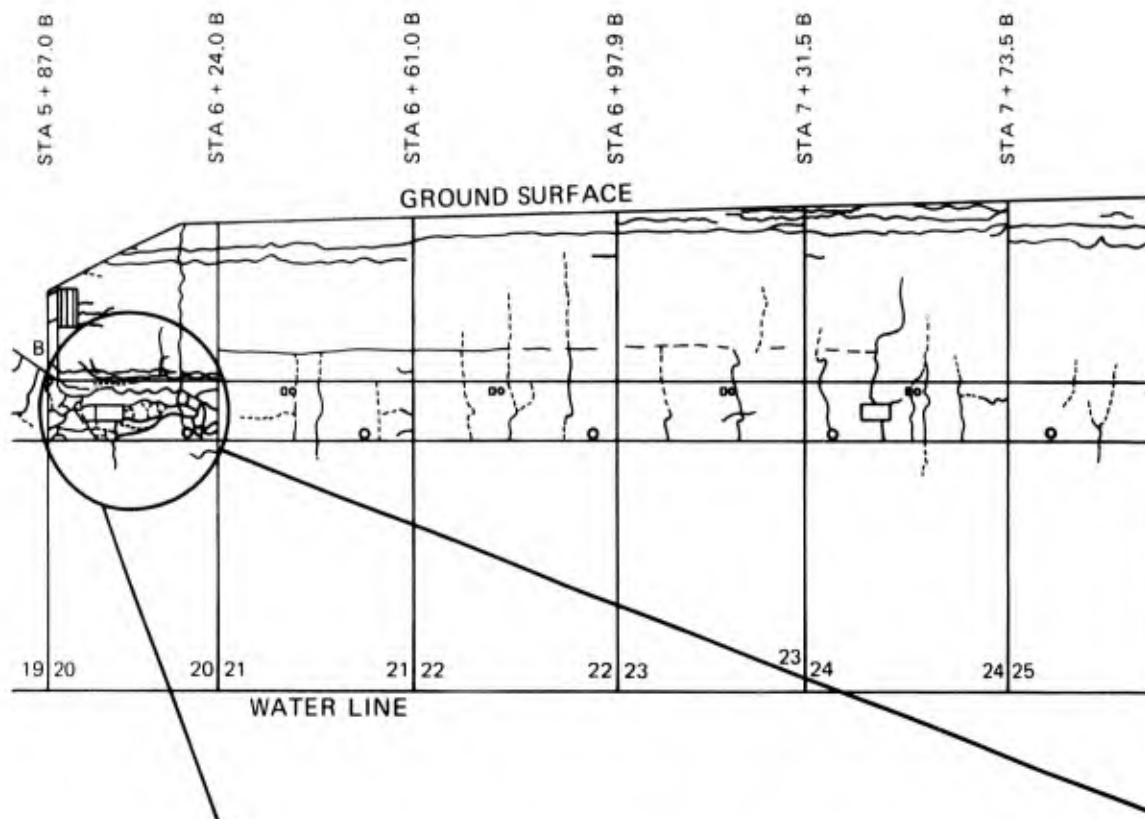 STA 5 + 87.0 B
STA 6 + 24.0 B
STA 6 + 61.0 B
STA 6 + 97.9 B
STA 7 + 31.5 B
STA 7 + 73.5 B
GROUND SURFACE
B
19 20
20 21
21 22
22 23
23 24
24 25
WATER LINE